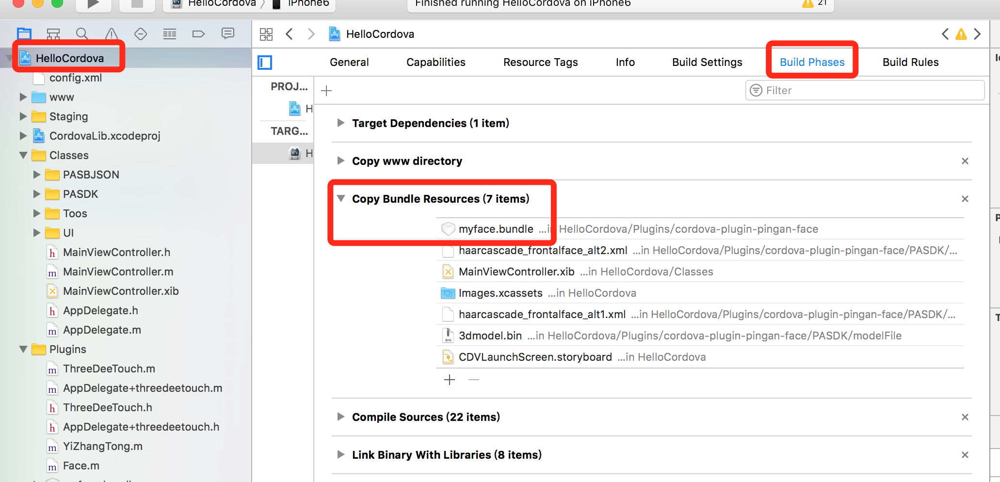 HelloCordova
iPhone6
Finished running HelloCordova on iPhone6
21
HelloCordova
config.xml
www
Staging
CordovaLib.xcodeproj
Classes
PASBJSON
PASDK
Toos
UI
MainViewController.h
MainViewController.m
MainViewController.xib
AppDelegate.h
AppDelegate.m
Plugins
ThreeDeeTouch.m
AppDelegate+threedeetouch.m
ThreeDeeTouch.h
AppDelegate+threedeetouch.h
YiZhangTong.m
Face.m
HelloCordova
General
Capabilities
Resource Tags
Info
Build Settings
Build Phases
Build Rules
PROJ...
H
TARG...
H
Filter
Target Dependencies (1 item)
Copy www directory
Copy Bundle Resources (7 items)
myface.bundle ...in HelloCordova/Plugins/cordova-plugin-pingan-face
haarcascade_frontalface_alt2.xml ...in HelloCordova/Plugins/cordova-plugin-pingan-face/PASDK/...
MainViewController.xib ...in HelloCordova/Classes
Images.xcassets ...in HelloCordova
haarcascade_frontalface_alt1.xml ...in HelloCordova/Plugins/cordova-plugin-pingan-face/PASDK/...
3dmodel.bin ...in HelloCordova/Plugins/cordova-plugin-pingan-face/PASDK/modelFile
CDVLaunchScreen.storyboard ...in HelloCordova
Compile Sources (22 items)
Link Binary With Libraries (8 items)